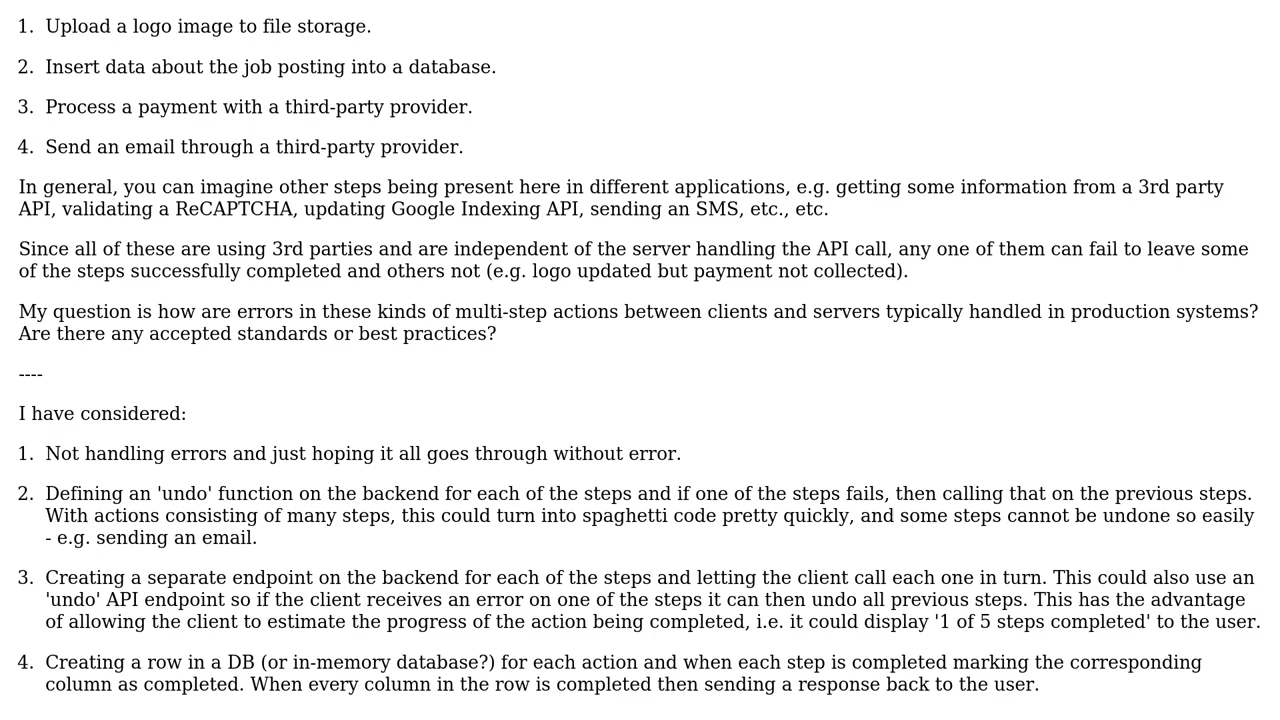 1. Upload a logo image to file storage.
2. Insert data about the job posting into a database.
3. Process a payment with a third-party provider.
4. Send an email through a third-party provider.
In general, you can imagine other steps being present here in different applications, e.g. getting some information from a 3rd party
API, validating a ReCAPTCHA, updating Google Indexing API, sending an SMS, etc., etc.
Since all of these are using 3rd parties and are independent of the server handling the API call, any one of them can fail to leave some
of the steps successfully completed and others not (e.g. logo updated but payment not collected).
My question is how are errors in these kinds of multi-step actions between clients and servers typically handled in production systems?
Are there any accepted standards or best practices?
----
I have considered:
1. Not handling errors and just hoping it all goes through without error.
2. Defining an 'undo' function on the backend for each of the steps and if one of the steps fails, then calling that on the previous steps.
With actions consisting of many steps, this could turn into spaghetti code pretty quickly, and some steps cannot be undone so easily
- e.g. sending an email.
3. Creating a separate endpoint on the backend for each of the steps and letting the client call each one in turn. This could also use an
'undo' API endpoint so if the client receives an error on one of the steps it can then undo all previous steps. This has the advantage
of allowing the client to estimate the progress of the action being completed, i.e. it could display '1 of 5 steps completed' to the user.
4. Creating a row in a DB (or in-memory database?) for each action and when each step is completed marking the corresponding
column as completed. When every column in the row is completed then sending a response back to the user.